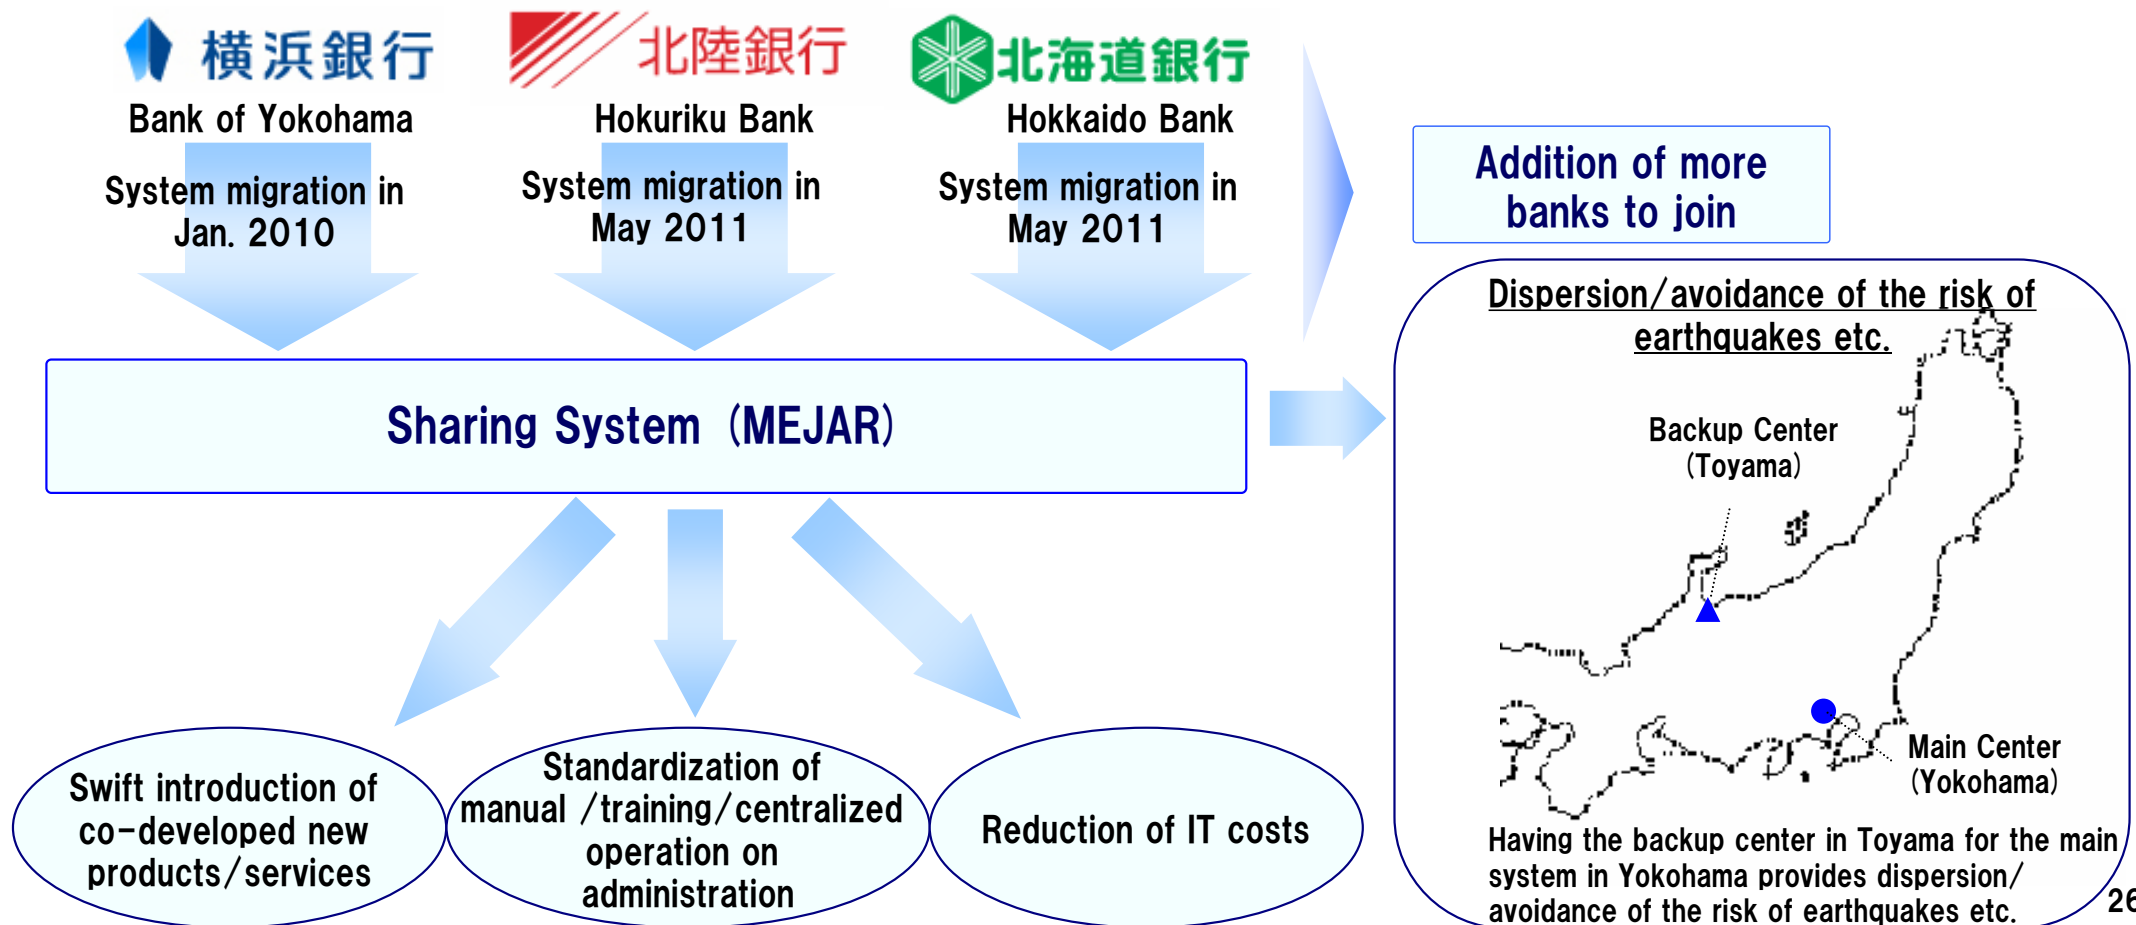 横浜銀行
北陸銀行
北海道銀行
Bank of Yokohama
Hokuriku Bank
Hokkaido Bank
System migration in
Jan. 2010
System migration in
May 2011
System migration in
May 2011
Addition of more
banks to join
Sharing System (MEJAR)
Swift introduction of
co-developed new
products/services
Standardization of
manual /training/centralized
operation on
administration
Reduction of IT costs
Dispersion/avoidance of the risk of
earthquakes etc.
Backup Center
(Toyama)
Main Center
(Yokohama)
Having the backup center in Toyama for the main
system in Yokohama provides dispersion/
avoidance of the risk of earthquakes etc.
26